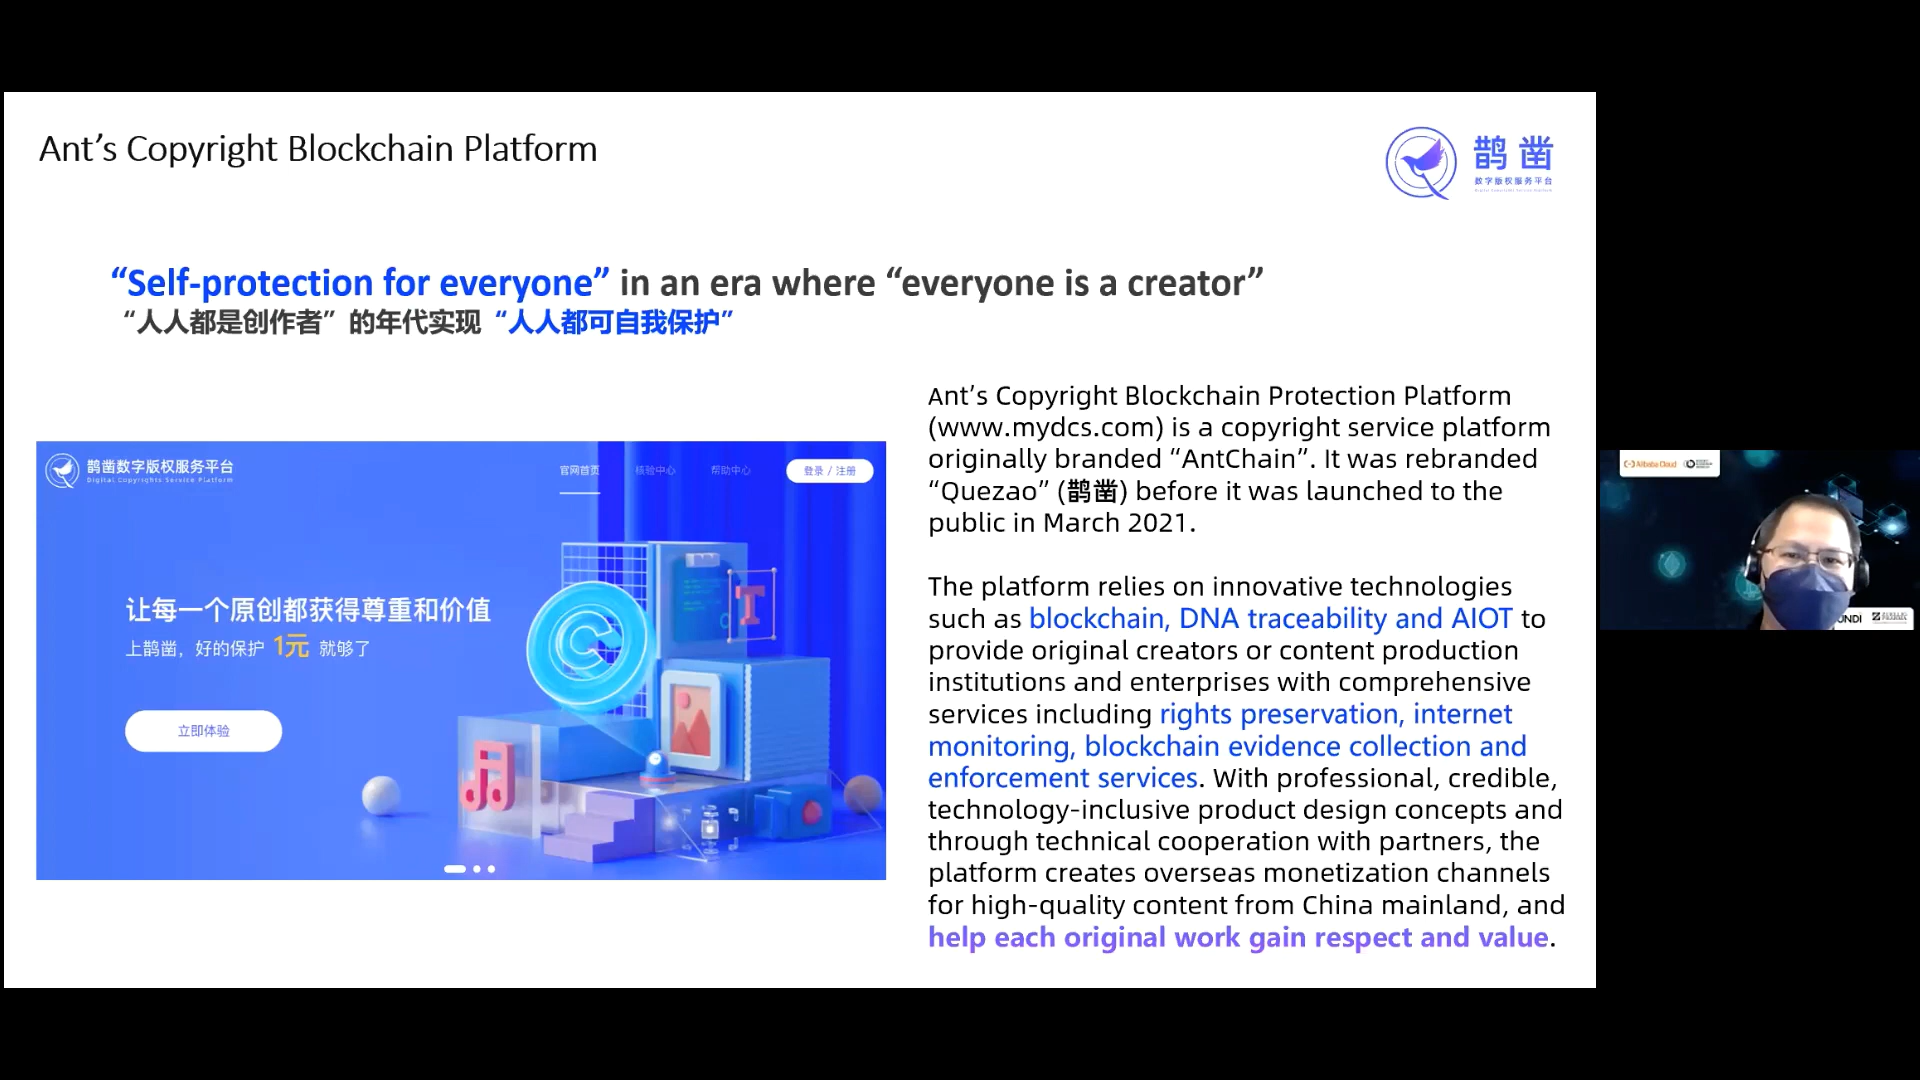 Ant’s Copyright Blockchain Platform
鹊凿
数字版权服务平台
“Self-protection for everyone” in an era where “everyone is a creator”
“人人都是创作者”的年代实现“人人都可自我保护”
鹊凿数字版权服务平台
Digital Copyrights Service Platform
官网首页 核验中心 帮助中心 登录 / 注册
让每一个原创都获得尊重和价值
上鹊凿，好的保护 1元 就够了
立即体验
Ant’s Copyright Blockchain Protection Platform
(www.mydcs.com) is a copyright service platform
originally branded “AntChain”. It was rebranded
“Quezao” (鹊凿) before it was launched to the
public in March 2021.
The platform relies on innovative technologies
such as blockchain, DNA traceability and AIOT to
provide original creators or content production
institutions and enterprises with comprehensive
services including rights preservation, internet
monitoring, blockchain evidence collection and
enforcement services. With professional, credible,
technology-inclusive product design concepts and
through technical cooperation with partners, the
platform creates overseas monetization channels
for high-quality content from China mainland, and
help each original work gain respect and value.
Alibaba Cloud
UNDI